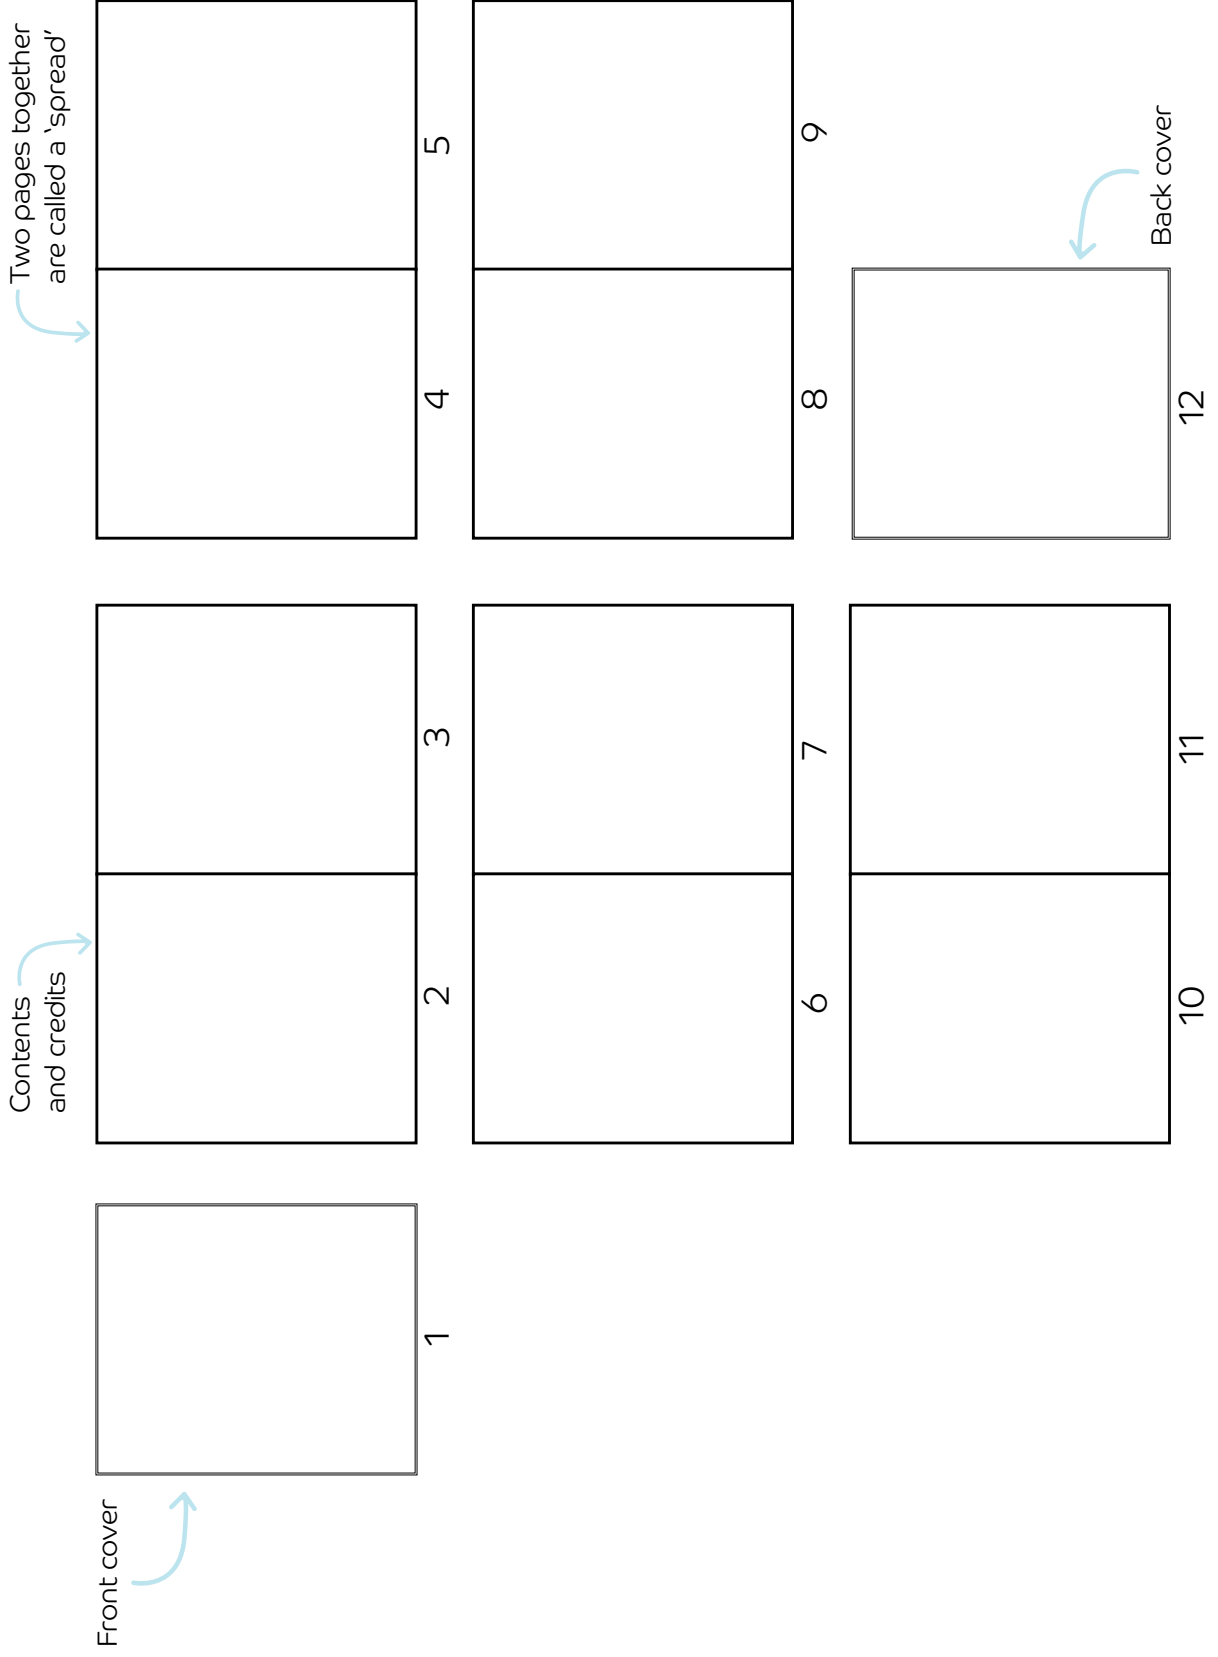 Front cover
Contents
and credits
Two pages together
are called a ‘spread’
1
2
3
4
5
6
7
8
9
10
11
12
Back cover